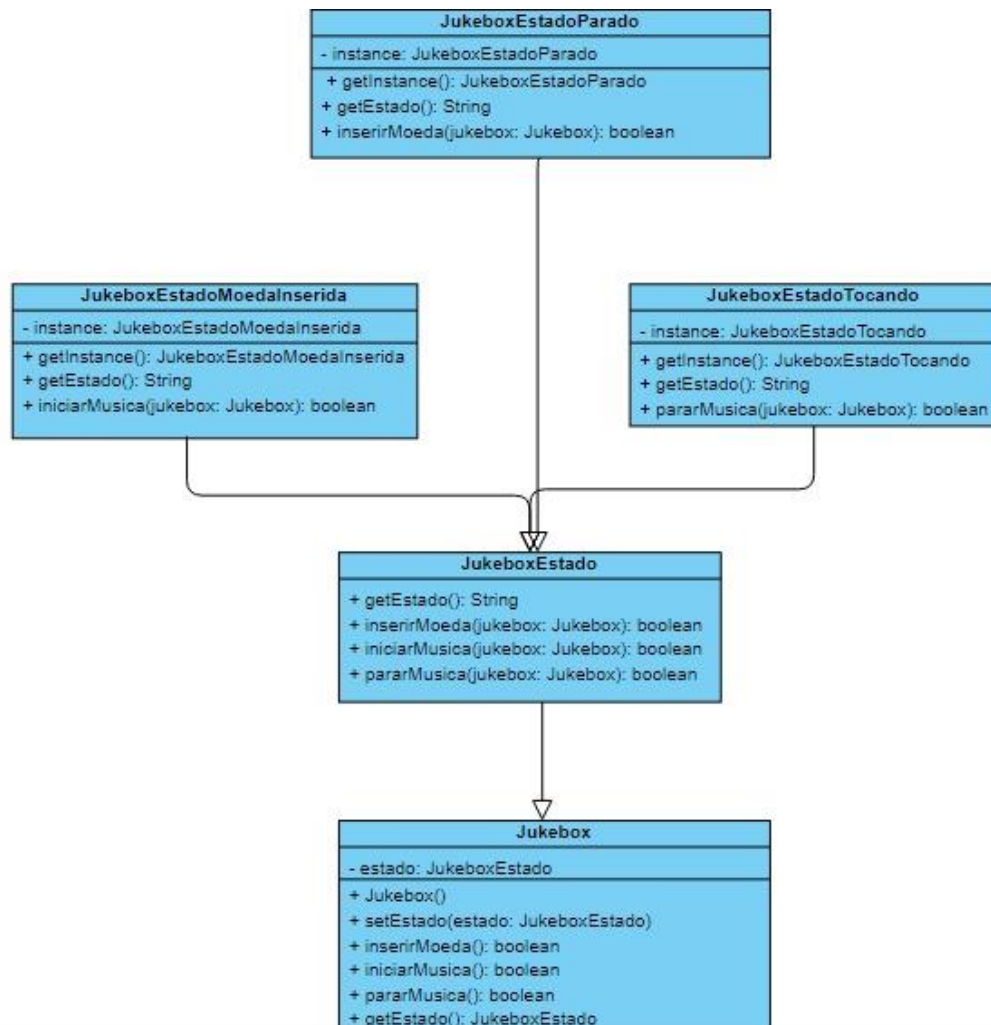 JukeboxEstadoParado
- instance: JukeboxEstadoParado
+ getInstance(): JukeboxEstadoParado
+ getEstado(): String
+ inserirMoeda(jukebox: Jukebox): boolean
JukeboxEstadoMoedaInserida
- instance: JukeboxEstadoMoedaInserida
+ getInstance(): JukeboxEstadoMoedaInserida
+ getEstado(): String
+ iniciarMusica(jukebox: Jukebox): boolean
JukeboxEstadoTocando
- instance: JukeboxEstadoTocando
+ getInstance(): JukeboxEstadoTocando
+ getEstado(): String
+ pararMusica(jukebox: Jukebox): boolean
JukeboxEstado
+ getEstado(): String
+ inserirMoeda(jukebox: Jukebox): boolean
+ iniciarMusica(jukebox: Jukebox): boolean
+ pararMusica(jukebox: Jukebox): boolean
Jukebox
- estado: JukeboxEstado
+ Jukebox()
+ setEstado(estado: JukeboxEstado)
+ inserirMoeda(): boolean
+ iniciarMusica(): boolean
+ pararMusica(): boolean
+ getEstado(): JukeboxEstado